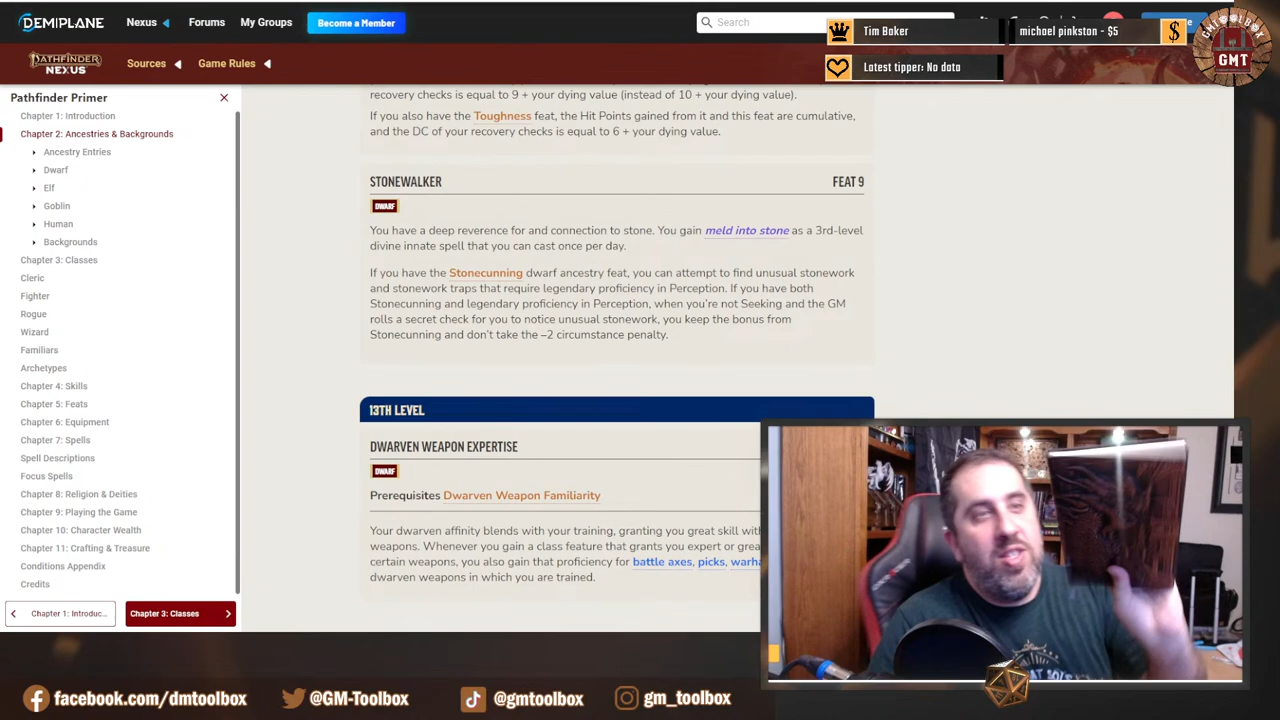 DEMIPLANE
Nexus
Forums
My Groups
Become a Member
Search
Tim Baker
michael pinkston - $5
$
Latest tipper: No data
GMTOOLBOX
GMT
PATHFINDER
NEXUS
Sources
Game Rules
Pathfinder Primer
Chapter 1: Introduction
Chapter 2: Ancestries & Backgrounds
Ancestry Entries
Dwarf
Elf
Goblin
Human
Backgrounds
Chapter 3: Classes
Cleric
Fighter
Rogue
Wizard
Familiars
Archetypes
Chapter 4: Skills
Chapter 5: Feats
Chapter 6: Equipment
Chapter 7: Spells
Spell Descriptions
Focus Spells
Chapter 8: Religion & Deities
Chapter 9: Playing the Game
Chapter 10: Character Wealth
Chapter 11: Crafting & Treasure
Conditions Appendix
Credits
Chapter 1: Introduc...
Chapter 3: Classes
recovery checks is equal to 9 + your dying value (instead of 10 + your dying value).
If you also have the Toughness feat, the Hit Points gained from it and this feat are cumulative,
and the DC of your recovery checks is equal to 6 + your dying value.
STONEWALKER FEAT 9
DWARF
You have a deep reverence for and connection to stone. You gain meld into stone as a 3rd-level
divine innate spell that you can cast once per day.
If you have the Stonecunning dwarf ancestry feat, you can attempt to find unusual stonework
and stonework traps that require legendary proficiency in Perception. If you have both
Stonecunning and legendary proficiency in Perception, when you're not Seeking and the GM
rolls a secret check for you to notice unusual stonework, you keep the bonus from
Stonecunning and don't take the –2 circumstance penalty.
13TH LEVEL
DWARVEN WEAPON EXPERTISE
DWARF
Prerequisites Dwarven Weapon Familiarity
Your dwarven affinity blends with your training, granting you great skill with
weapons. Whenever you gain a class feature that grants you expert or grea
certain weapons, you also gain that proficiency for battle axes, picks, warha
dwarven weapons in which you are trained.
facebook.com/dmtoolbox
@GM-Toolbox
@gmtoolbox
gm_toolbox